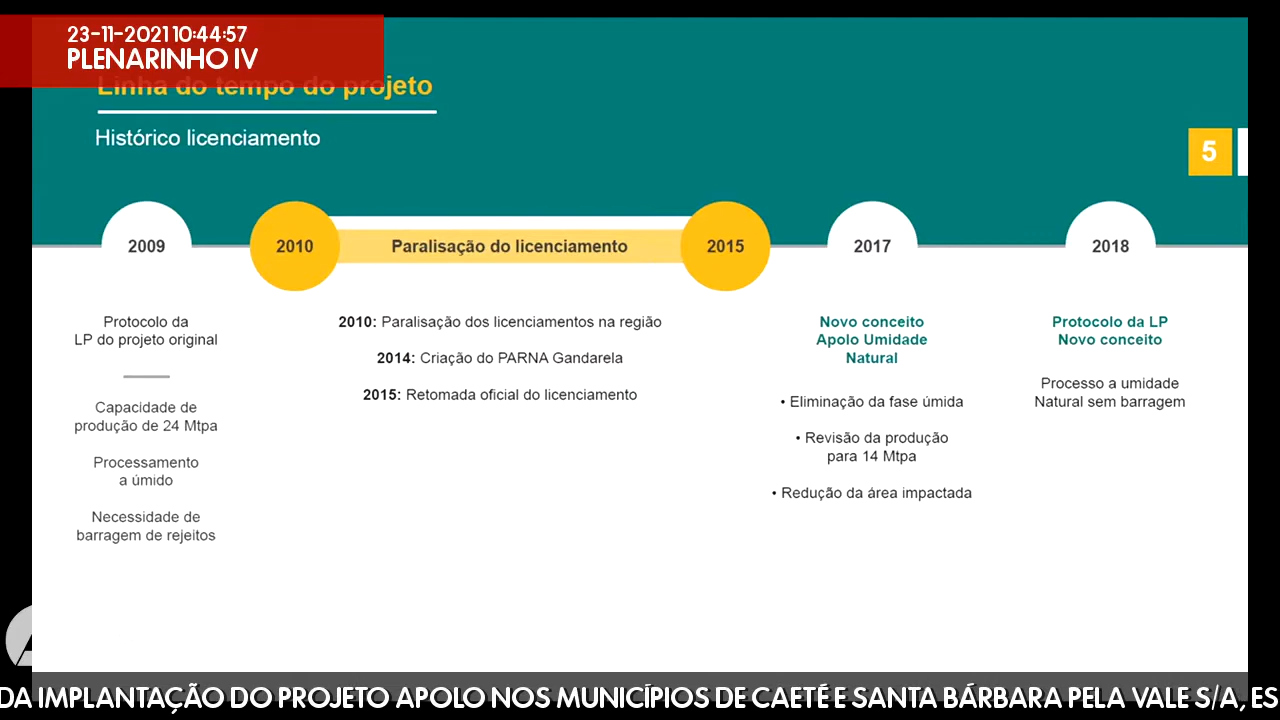 23-11-2021 10:44:57
PLENARINHO IV
Linha do tempo do projeto
Histórico licenciamento
5
2009
2010
Paralisação do licenciamento
2015
2017
2018
Protocolo da
LP do projeto original
Capacidade de
produção de 24 Mtpa
Processamento
a úmido
Necessidade de
barragem de rejeitos
2010: Paralisação dos licenciamentos na região
2014: Criação do PARNA Gandarela
2015: Retomada oficial do licenciamento
Novo conceito
Apolo Umidade
Natural
• Eliminação da fase úmida
• Revisão da produção
para 14 Mtpa
• Redução da área impactada
Protocolo da LP
Novo conceito
Processo a umidade
Natural sem barragem
DA IMPLANTAÇÃO DO PROJETO APOLO NOS MUNICÍPIOS DE CAETÉ E SANTA BÁRBARA PELA VALE S/A, ES